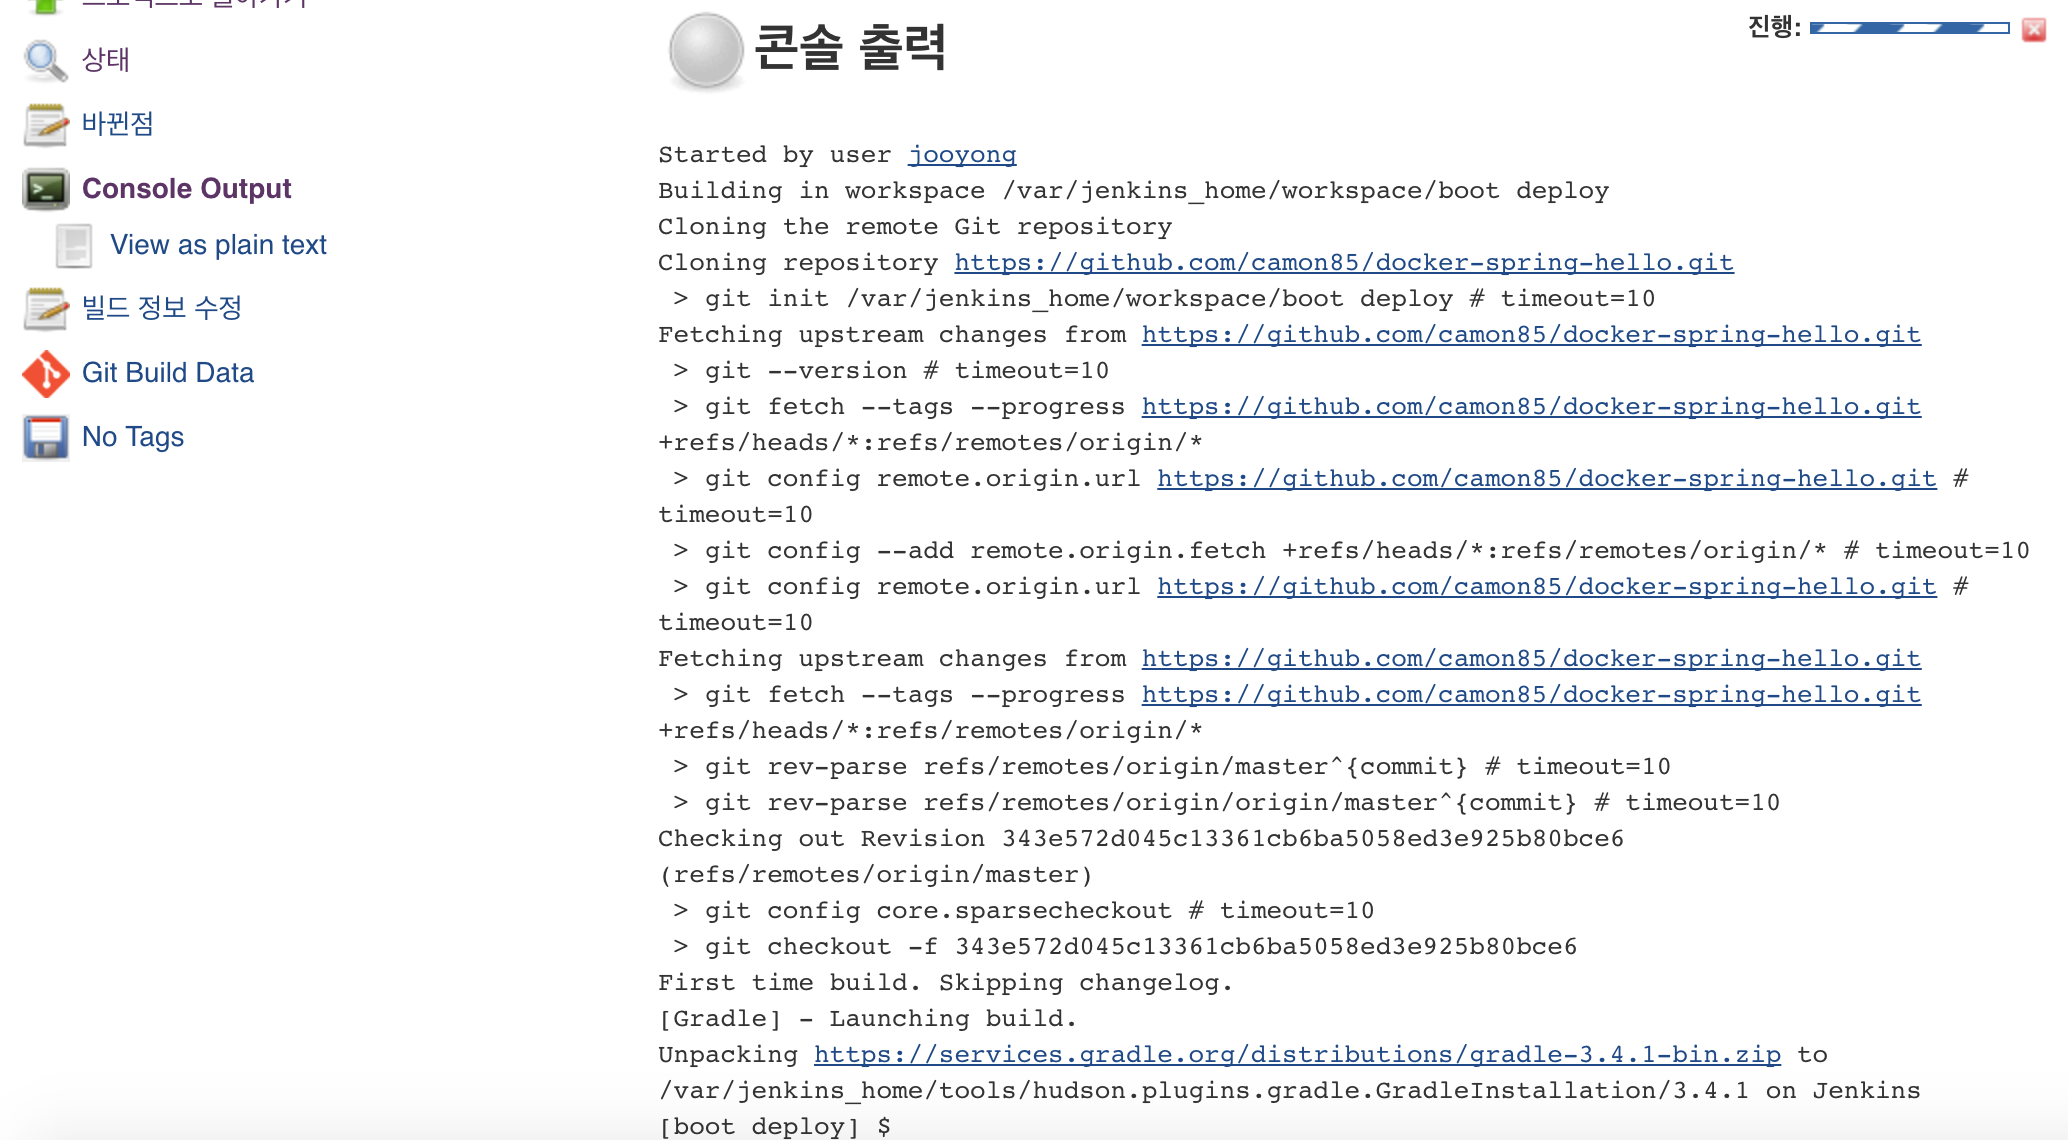 프로젝트로 돌아가기
상태
바뀐점
Console Output
View as plain text
빌드 정보 수정
Git Build Data
No Tags
콘솔 출력
진행:
Started by user jooyong
Building in workspace /var/jenkins_home/workspace/boot deploy
Cloning the remote Git repository
Cloning repository https://github.com/camon85/docker-spring-hello.git
 > git init /var/jenkins_home/workspace/boot deploy # timeout=10
Fetching upstream changes from https://github.com/camon85/docker-spring-hello.git
 > git --version # timeout=10
 > git fetch --tags --progress https://github.com/camon85/docker-spring-hello.git
+refs/heads/*:refs/remotes/origin/*
 > git config remote.origin.url https://github.com/camon85/docker-spring-hello.git #
timeout=10
 > git config --add remote.origin.fetch +refs/heads/*:refs/remotes/origin/* # timeout=10
 > git config remote.origin.url https://github.com/camon85/docker-spring-hello.git #
timeout=10
Fetching upstream changes from https://github.com/camon85/docker-spring-hello.git
 > git fetch --tags --progress https://github.com/camon85/docker-spring-hello.git
+refs/heads/*:refs/remotes/origin/*
 > git rev-parse refs/remotes/origin/master^{commit} # timeout=10
 > git rev-parse refs/remotes/origin/origin/master^{commit} # timeout=10
Checking out Revision 343e572d045c13361cb6ba5058ed3e925b80bce6
(refs/remotes/origin/master)
 > git config core.sparsecheckout # timeout=10
 > git checkout -f 343e572d045c13361cb6ba5058ed3e925b80bce6
First time build. Skipping changelog.
[Gradle] - Launching build.
Unpacking https://services.gradle.org/distributions/gradle-3.4.1-bin.zip to
/var/jenkins_home/tools/hudson.plugins.gradle.GradleInstallation/3.4.1 on Jenkins
[boot deploy] $